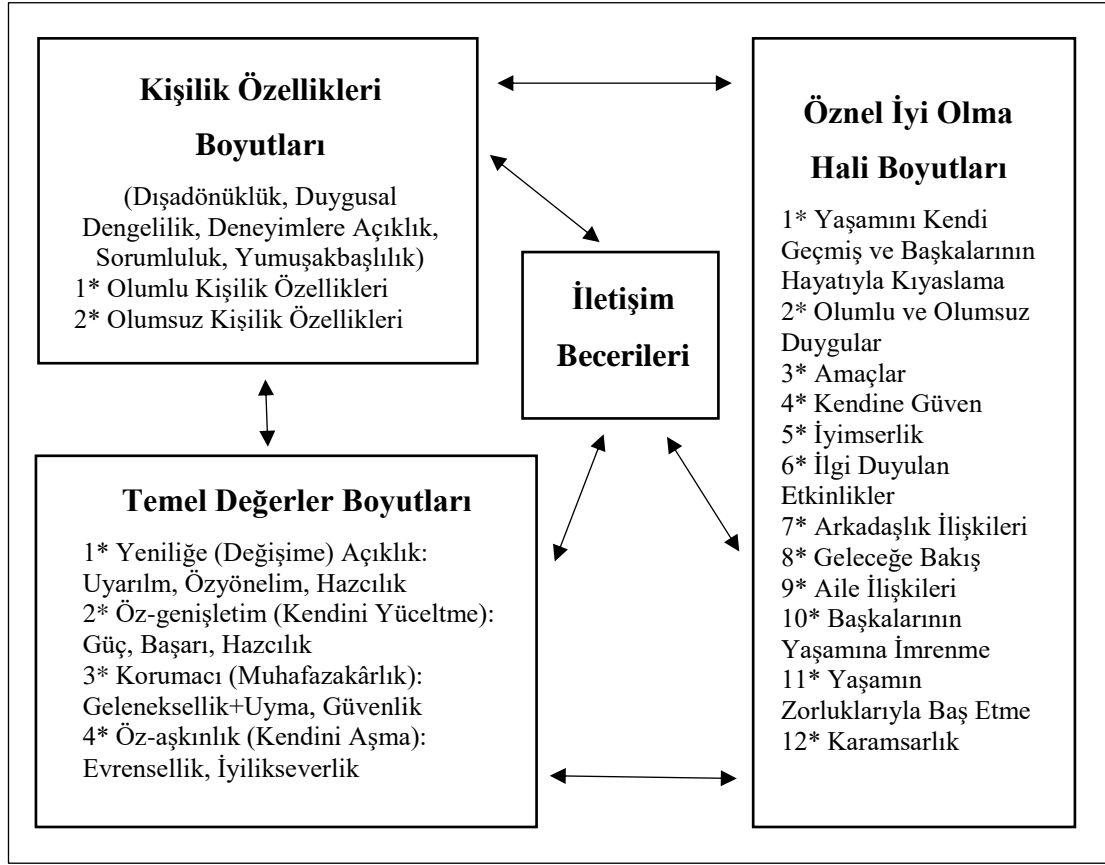 Kişilik Özellikleri
Boyutları
(Dışadönüklük, Duygusal
Dengelilik, Deneyimlere Açıklık,
Sorumluluk, Yumuşakbaşlılık)
1* Olumlu Kişilik Özellikleri
2* Olumsuz Kişilik Özellikleri
İletişim
Becerileri
Temel Değerler Boyutları
1* Yeniliğe (Değişime) Açıklık:
Uyarılm, Özyönelim, Hazcılık
2* Öz-genişletim (Kendini Yüceltme):
Güç, Başarı, Hazcılık
3* Korumacı (Muhafazakârlık):
Geleneksellik+Uyma, Güvenlik
4* Öz-aşkınlık (Kendini Aşma):
Evrensellik, İyilikseverlik
Öznel İyi Olma
Hali Boyutları
1* Yaşamını Kendi
Geçmiş ve Başkalarının
Hayatıyla Kıyaslama
2* Olumlu ve Olumsuz
Duygular
3* Amaçlar
4* Kendine Güven
5* İyimserlik
6* İlgi Duyulan
Etkinlikler
7* Arkadaşlık İlişkileri
8* Geleceğe Bakış
9* Aile İlişkileri
10* Başkalarının
Yaşamına İmrenme
11* Yaşamın
Zorluklarıyla Baş Etme
12* Karamsarlık